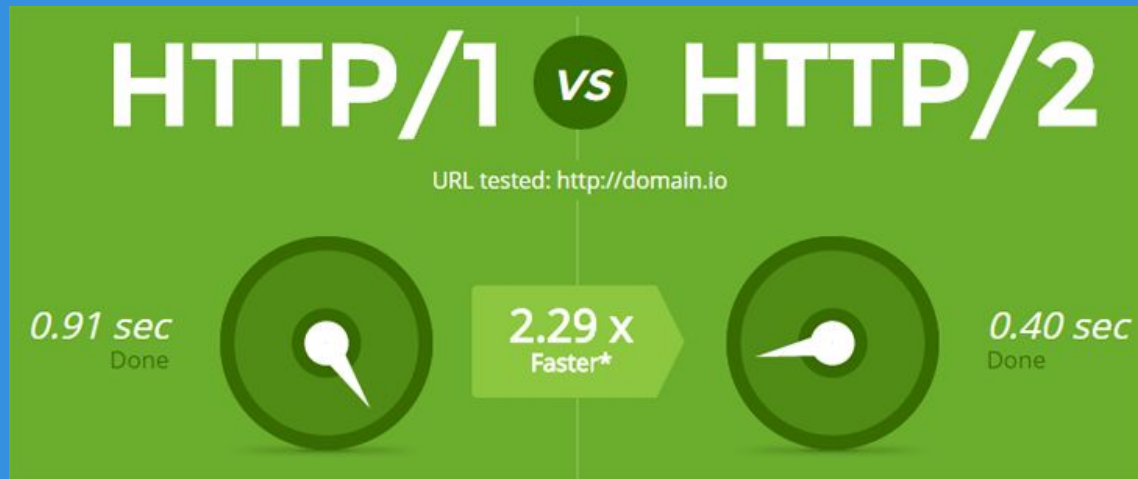 HTTP/1 VS HTTP/2
URL tested: http://domain.io
0.91 sec
Done
2.29 x
Faster*
0.40 sec
Done